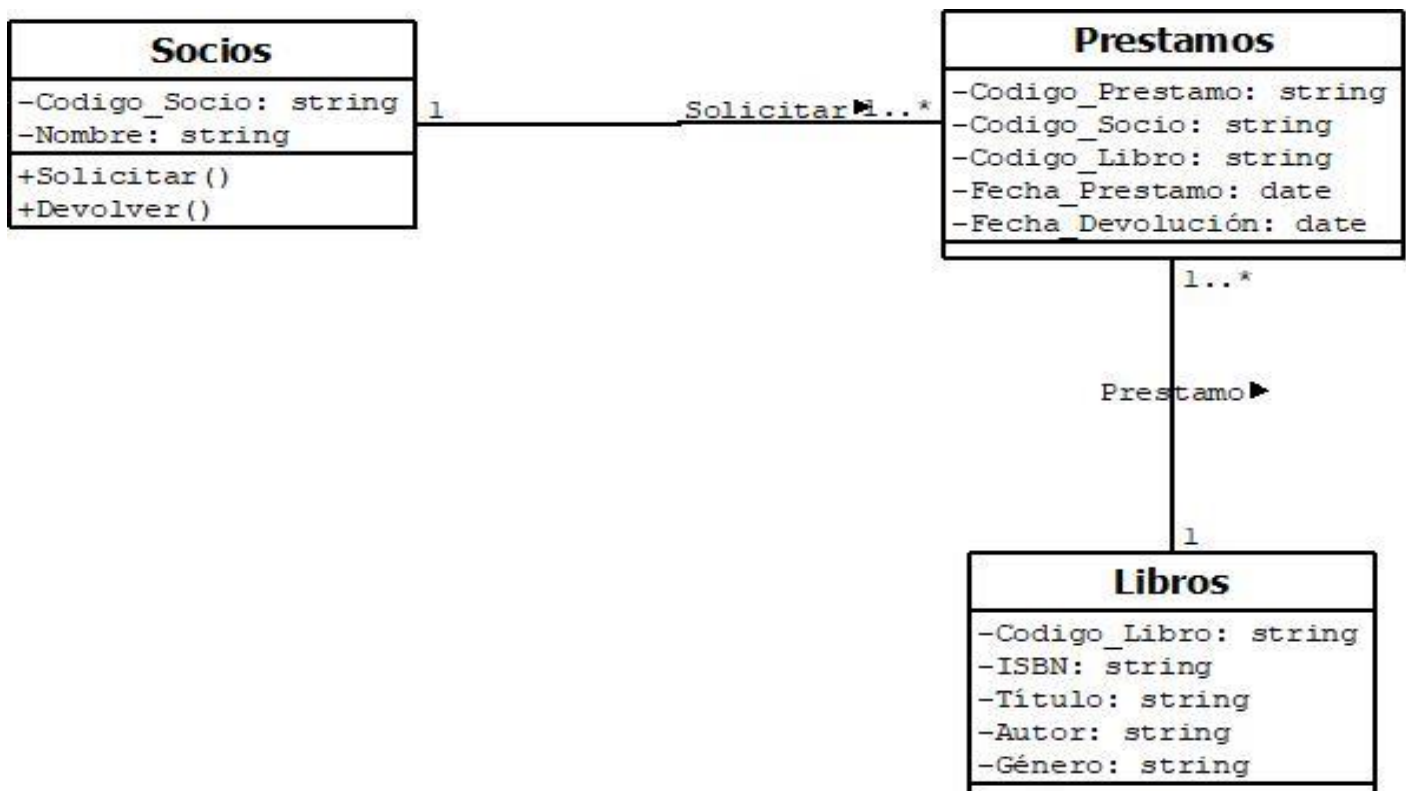 Socios
-Codigo_Socio: string
-Nombre: string
+Solicitar()
+Devolver()
1
Solicitar
1..*
Prestamos
-Codigo_Prestamo: string
-Codigo_Socio: string
-Codigo_Libro: string
-Fecha_Prestamo: date
-Fecha_Devolución: date
1..*
Prestamo
1
Libros
-Codigo_Libro: string
-ISBN: string
-Título: string
-Autor: string
-Género: string